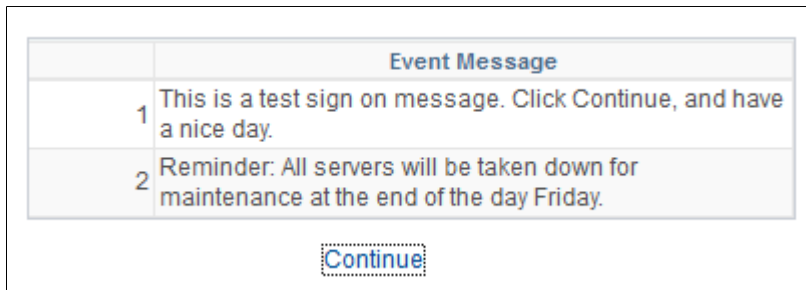 Event Message
1 This is a test sign on message. Click Continue, and have
a nice day.
2 Reminder: All servers will be taken down for
maintenance at the end of the day Friday.
Continue